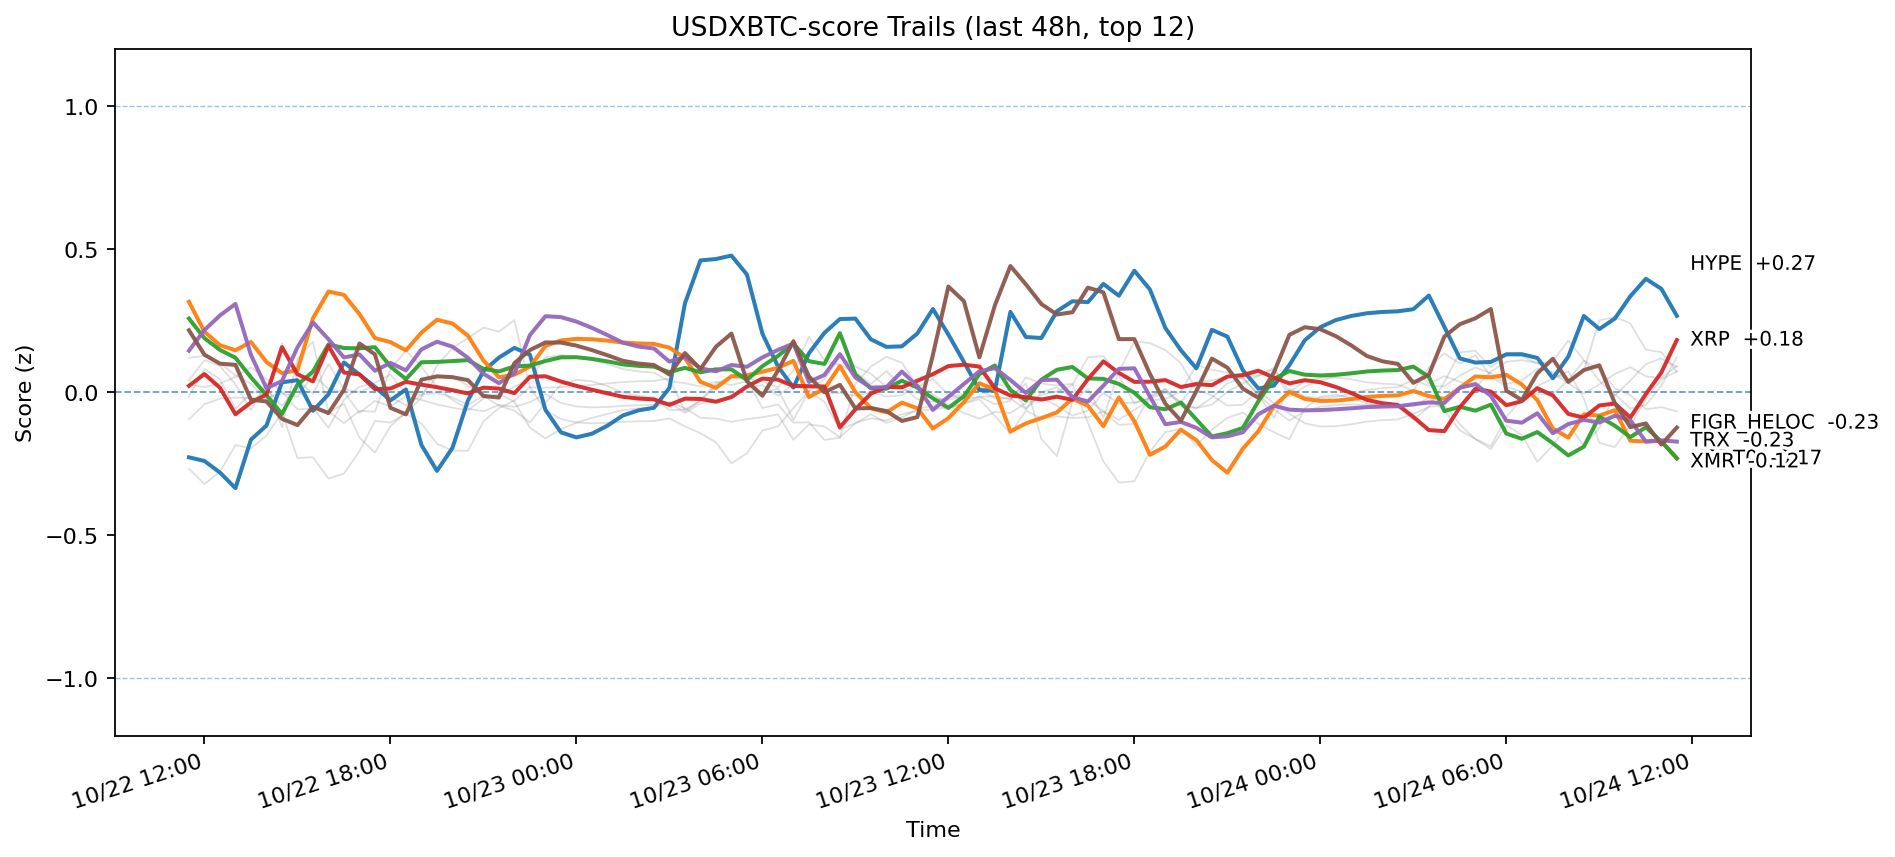 USDXBTC-score Trails (last 48h, top 12)
Score (z)
1.0
0.5
0.0
−0.5
−1.0
HYPE +0.27
XRP +0.18
FIGR_HELOC -0.23
TRX -0.23
XMR -0.12
10/22 12:00
10/22 18:00
10/23 00:00
10/23 06:00
10/23 12:00
10/23 18:00
10/24 00:00
10/24 06:00
10/24 12:00
Time